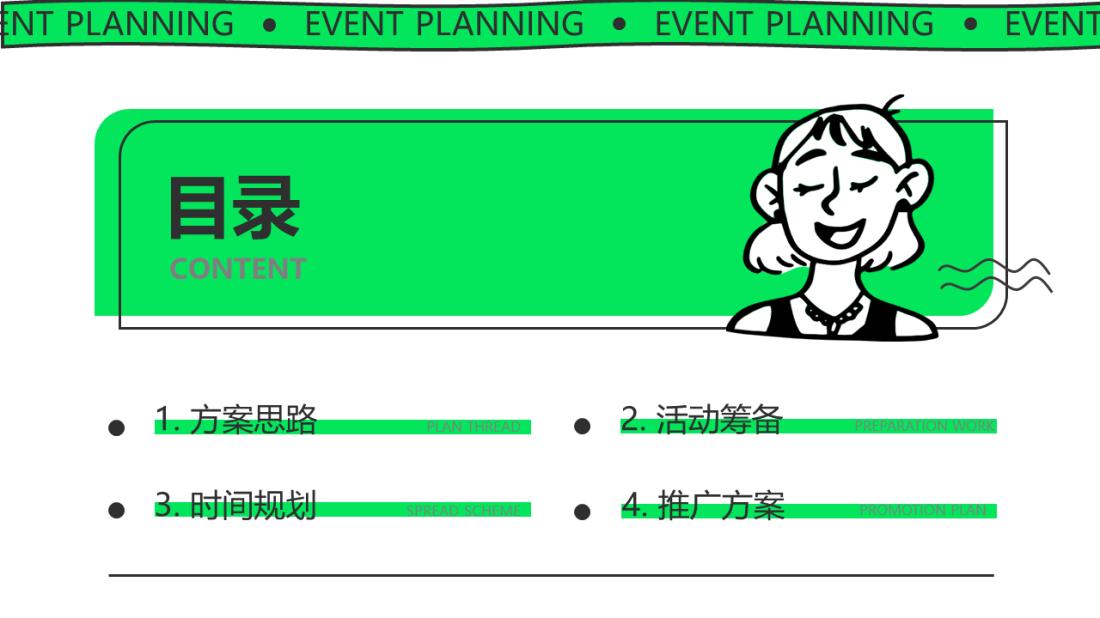 ENT PLANNING ● EVENT PLANNING ● EVENT PLANNING ● EVENT
目录
CONTENT
1. 方案思路 PLAN THREAD
2. 活动筹备 PREPARATION WORK
3. 时间规划 SPREAD SCHEME
4. 推广方案 PROMOTION PLAN